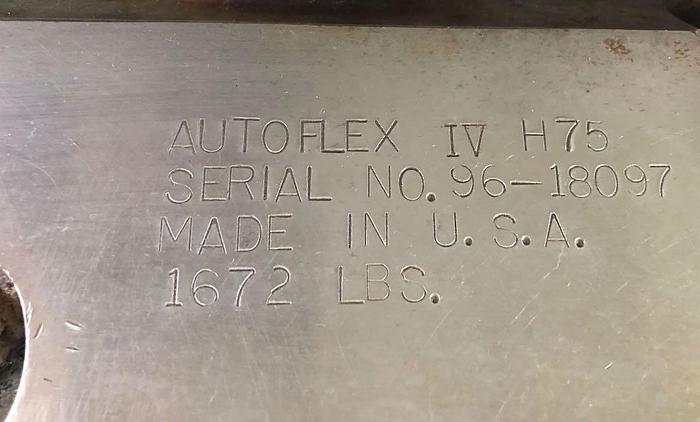 AUTOFLEX IV H75
SERIAL NO. 96-18097
MADE IN U.S.A.
1672 LBS.